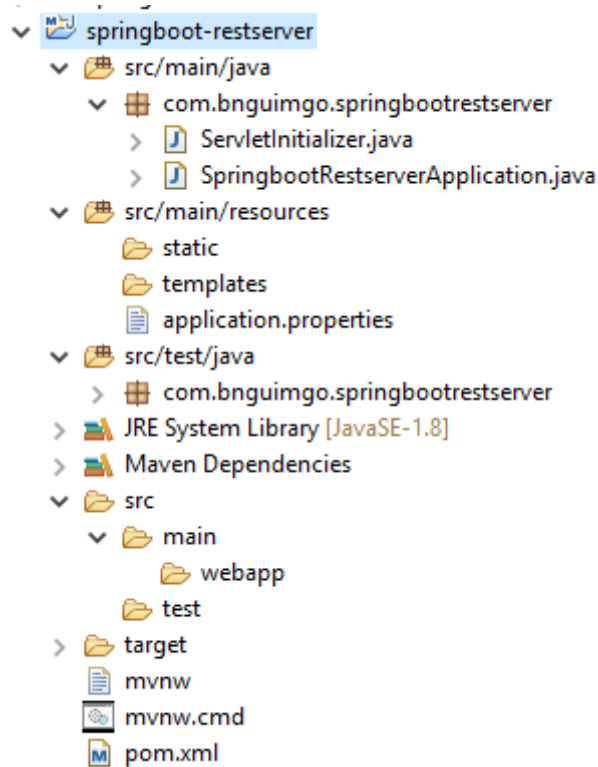 springboot-restserver
src/main/java
com.bnguimgo.springbootrestserver
ServletInitializer.java
SpringbootRestserverApplication.java
src/main/resources
static
templates
application.properties
src/test/java
com.bnguimgo.springbootrestserver
JRE System Library [JavaSE-1.8]
Maven Dependencies
src
main
webapp
test
target
mvnw
mvnw.cmd
pom.xml